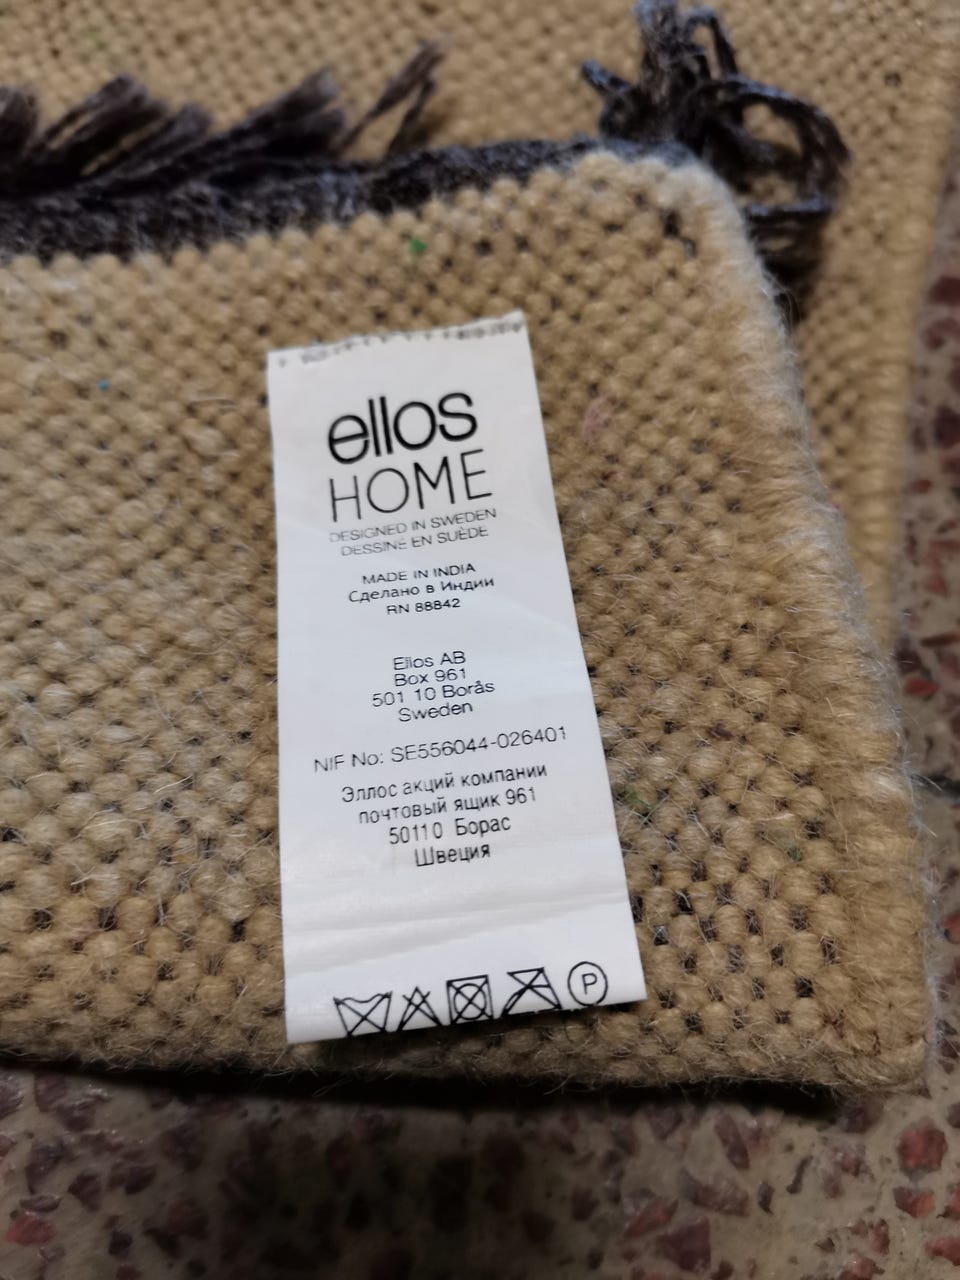 ellos
HOME
DESIGNED IN SWEDEN
DESSINÉ EN SUÈDE
MADE IN INDIA
Сделано в Индии
RN 88842
Ellos AB
Box 961
501 10 Borås
Sweden
NIF No: SE556044-026401
Эллос акций компании
почтовый ящик 961
50110 Борас
Швеция
P